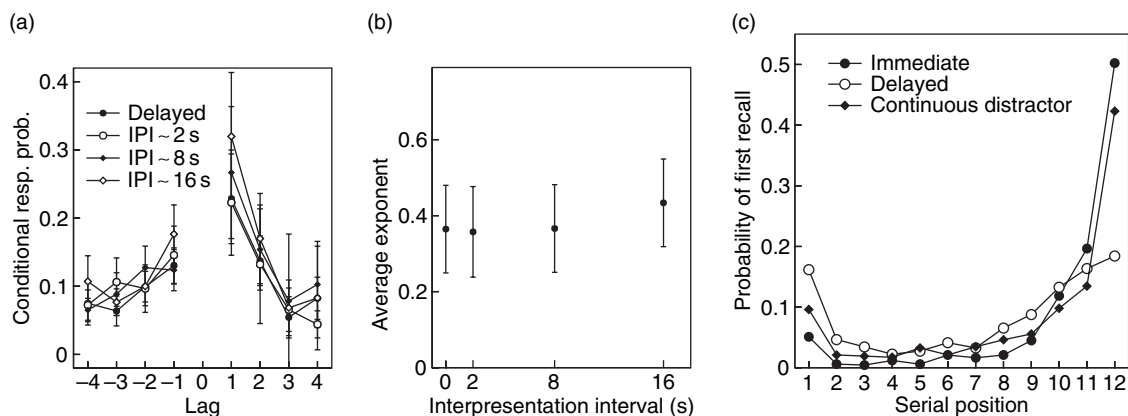 (a)
Conditional resp. prob.
0.4
0.3
0.2
0.1
0
Delayed
IPI ~ 2 s
IPI ~ 8 s
IPI ~ 16 s
−4 −3 −2 −1 0 1 2 3 4
Lag
(b)
Average exponent
0.6
0.4
0.2
0.0
0 2 8 16
Interpresentation interval (s)
(c)
Probability of first recall
0.5
0.4
0.3
0.2
0.1
0
Immediate
Delayed
Continuous distractor
1 2 3 4 5 6 7 8 9 10 11 12
Serial position